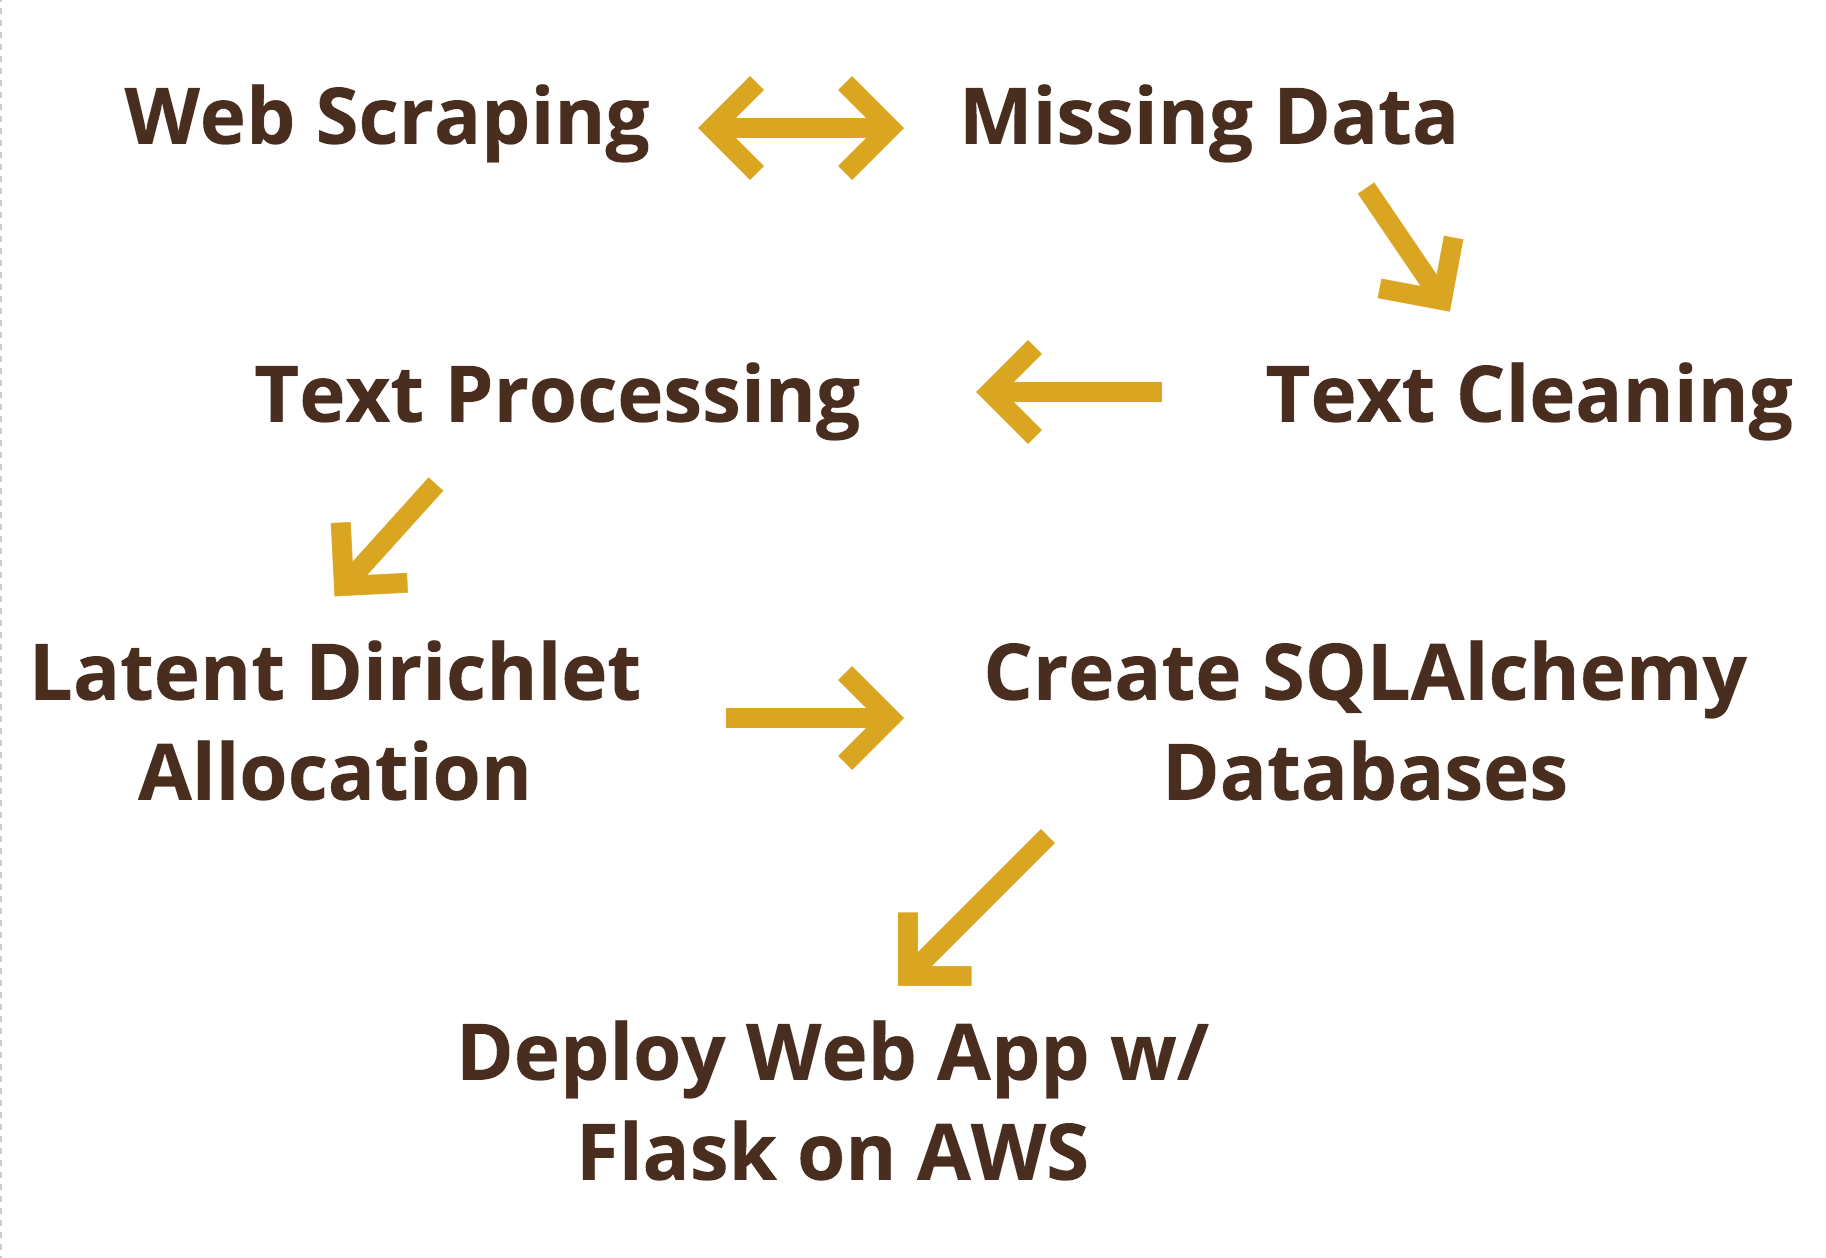 Web Scraping
Missing Data
Text Processing
Text Cleaning
Latent Dirichlet
Allocation
Create SQLAlchemy
Databases
Deploy Web App w/
Flask on AWS